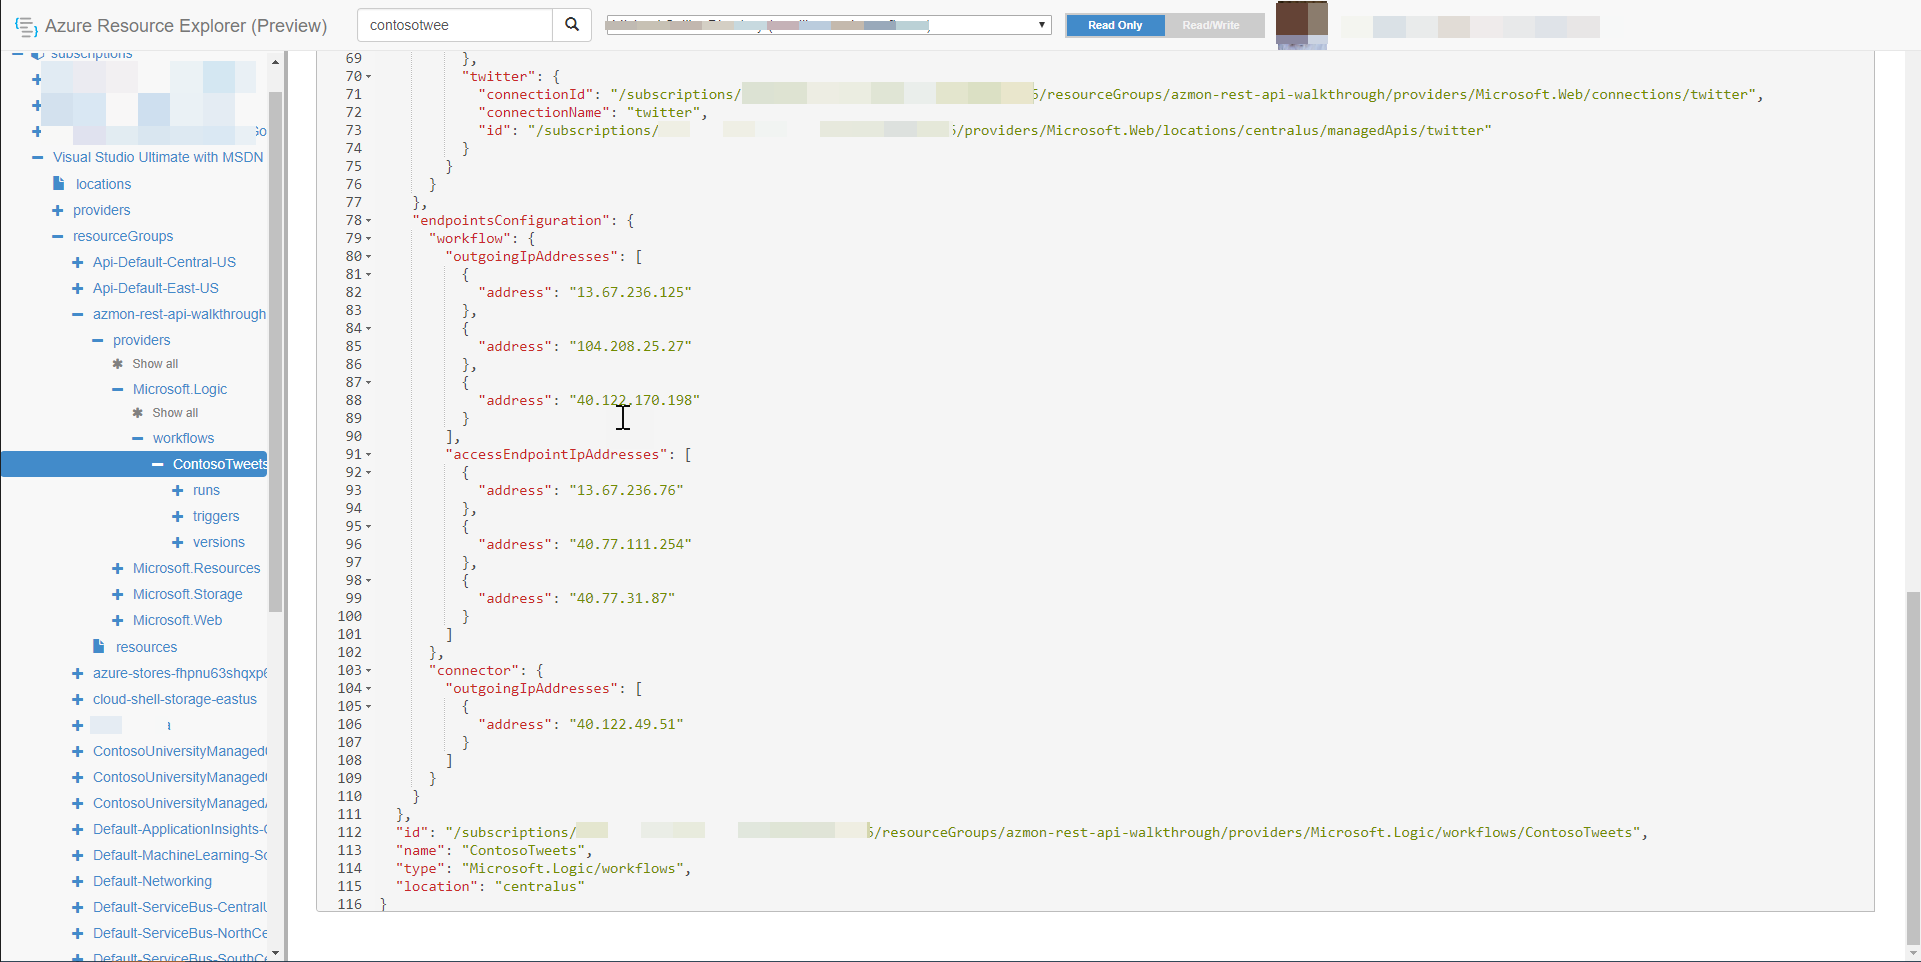 Azure Resource Explorer (Preview)
contosotwee
Read Only
Read/Write
subscriptions
Go
Visual Studio Ultimate with MSDN
locations
providers
resourceGroups
Api-Default-Central-US
Api-Default-East-US
azmon-rest-api-walkthrough
providers
Show all
Microsoft.Logic
Show all
workflows
ContosoTweets
runs
triggers
versions
Microsoft.Resources
Microsoft.Storage
Microsoft.Web
resources
azure-stores-fhpnu63shqxp6
cloud-shell-storage-eastus
ContosoUniversityManaged
ContosoUniversityManaged
ContosoUniversityManaged
Default-ApplicationInsights-
Default-MachineLearning-So
Default-Networking
Default-ServiceBus-Central
Default-ServiceBus-NorthCe
Default-ServiceBus-SouthCe
69 },
70 "twitter": {
71 "connectionId": "/subscriptions/ /resourceGroups/azmon-rest-api-walkthrough/providers/Microsoft.Web/connections/twitter",
72 "connectionName": "twitter",
73 "id": "/subscriptions/ /providers/Microsoft.Web/locations/centralus/managedApis/twitter"
74 }
75 }
76 }
77 },
78 "endpointsConfiguration": {
79 "workflow": {
80 "outgoingIpAddresses": [
81 {
82 "address": "13.67.236.125"
83 },
84 {
85 "address": "104.208.25.27"
86 },
87 {
88 "address": "40.122.170.198"
89 }
90 ],
91 "accessEndpointIpAddresses": [
92 {
93 "address": "13.67.236.76"
94 },
95 {
96 "address": "40.77.111.254"
97 },
98 {
99 "address": "40.77.31.87"
100 }
101 ]
102 },
103 "connector": {
104 "outgoingIpAddresses": [
105 {
106 "address": "40.122.49.51"
107 }
108 ]
109 }
110 }
111 },
112 "id": "/subscriptions/ /resourceGroups/azmon-rest-api-walkthrough/providers/Microsoft.Logic/workflows/ContosoTweets",
113 "name": "ContosoTweets",
114 "type": "Microsoft.Logic/workflows",
115 "location": "centralus"
116 }